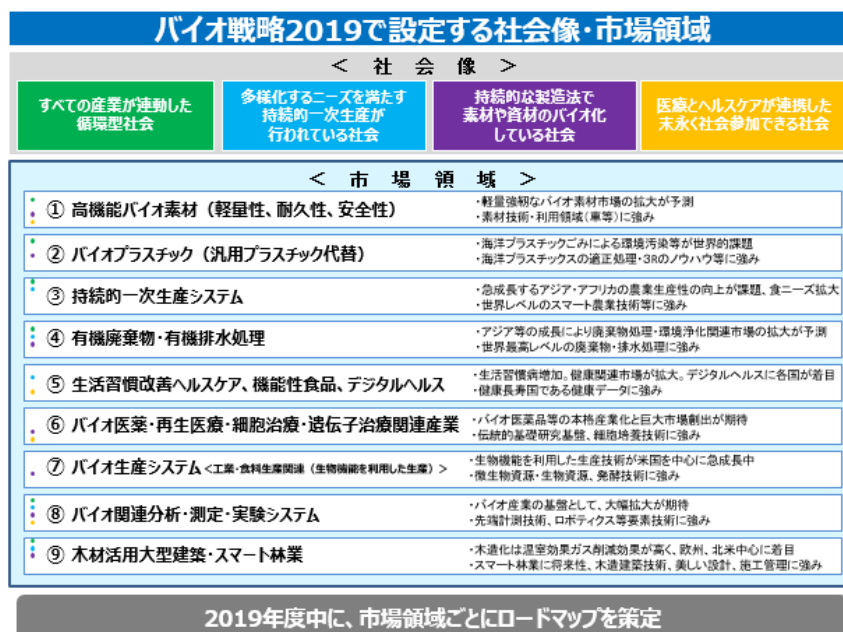 バイオ戦略2019で設定する社会像・市場領域
＜ 社 会 像 ＞
すべての産業が連動した
循環型社会
多様化するニーズを満たす
持続的一次生産が
行われている社会
持続的な製造法で
素材や資材のバイオ化
している社会
医療とヘルスケアが連携した
末永く社会参加できる社会
＜ 市 場 領 域 ＞
① 高機能バイオ素材（軽量性、耐久性、安全性）
・軽量強靭なバイオ素材市場の拡大が予測
・素材技術・利用領域（車等）に強み
② バイオプラスチック（汎用プラスチック代替）
・海洋プラスチックごみによる環境汚染等が世界的課題
・海洋プラスチックスの適正処理・3Rのノウハウ等に強み
③ 持続的一次生産システム
・急成長するアジア・アフリカの農業生産性の向上が課題、食ニーズ拡大
・世界レベルのスマート農業技術等に強み
④ 有機廃棄物・有機排水処理
・アジア等の成長により廃棄物処理・環境浄化関連市場の拡大が予測
・世界最高レベルの廃棄物・排水処理に強み
⑤ 生活習慣改善ヘルスケア、機能性食品、デジタルヘルス
・生活習慣病増加。健康関連市場が拡大。デジタルヘルスに各国が着目
・健康長寿国である健康データに強み
⑥ バイオ医薬・再生医療・細胞治療・遺伝子治療関連産業
・バイオ医薬品等の本格産業化と巨大市場創出が期待
・伝統的基礎研究基盤、細胞培養技術に強み
⑦ バイオ生産システム＜工業・食料生産関連（生物機能を利用した生産）＞
・生物機能を利用した生産技術が米国を中心に急成長中
・微生物資源・生物資源、発酵技術に強み
⑧ バイオ関連分析・測定・実験システム
・バイオ産業の基盤として、大幅拡大が期待
・先端計測技術、ロボティクス等要素技術に強み
⑨ 木材活用大型建築・スマート林業
・木造化は温室効果ガス削減効果が高く、欧州、北米中心に着目
・スマート林業に将来性、木造建築技術、美しい設計、施工管理に強み
2019年度中に、市場領域ごとにロードマップを策定